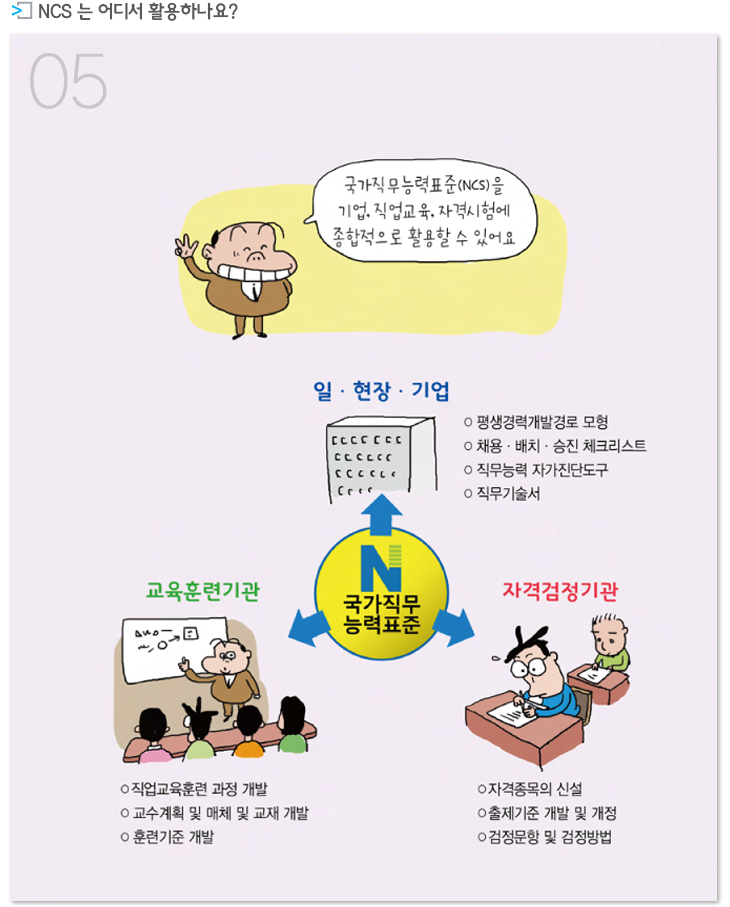 NCS 는 어디서 활용하나요?
05
국가직무능력표준(NCS)을
기업, 직업교육, 자격시험에
종합적으로 활용할 수 있어요
일 · 현장 · 기업
ㅇ 평생경력개발경로 모형
ㅇ 채용 · 배치 · 승진 체크리스트
ㅇ 직무능력 자가진단도구
ㅇ 직무기술서
N
국가직무
능력표준
교육훈련기관
ㅇ직업교육훈련 과정 개발
ㅇ교수계획 및 매체 및 교재 개발
ㅇ 훈련기준 개발
자격검정기관
ㅇ자격종목의 신설
ㅇ출제기준 개발 및 개정
ㅇ검정문항 및 검정방법